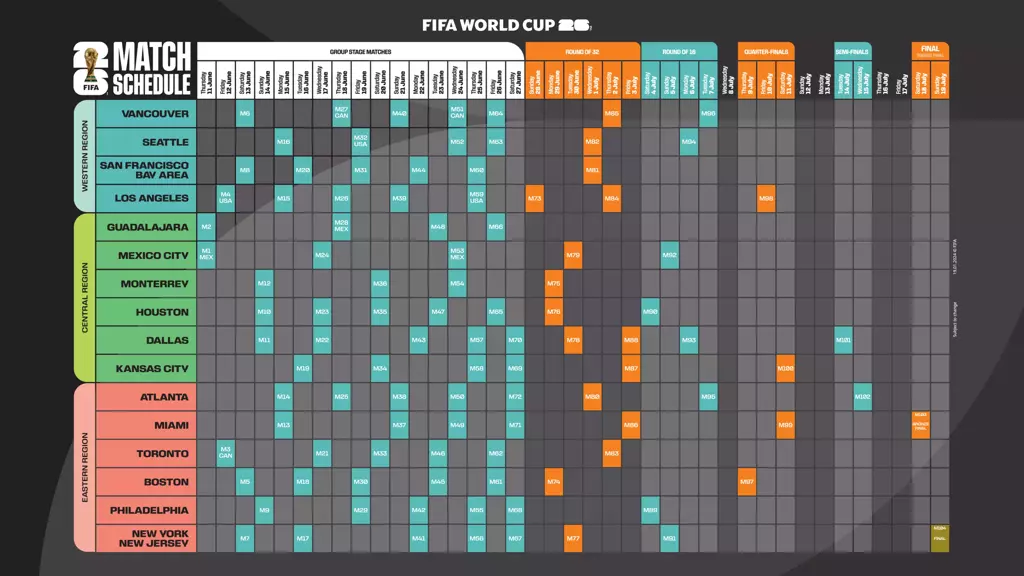 FIFA WORLD CUP 26
MATCH
SCHEDULE
FIFA
GROUP STAGE MATCHES
ROUND OF 32
ROUND OF 16
QUARTER-FINALS
SEMI-FINALS
FINAL
Thursday 11 June
Friday 12 June
Saturday 13 June
Sunday 14 June
Monday 15 June
Tuesday 16 June
Wednesday 17 June
Thursday 18 June
Friday 19 June
Saturday 20 June
Sunday 21 June
Monday 22 June
Tuesday 23 June
Wednesday 24 June
Thursday 25 June
Friday 26 June
Saturday 27 June
Sunday 28 June
Monday 29 June
Tuesday 30 June
Wednesday 1 July
Thursday 2 July
Friday 3 July
Saturday 4 July
Sunday 5 July
Monday 6 July
Tuesday 7 July
Wednesday 8 July
Thursday 9 July
Friday 10 July
Saturday 11 July
Sunday 12 July
Monday 13 July
Tuesday 14 July
Wednesday 15 July
Thursday 16 July
Friday 17 July
Saturday 18 July
Sunday 19 July
WESTERN REGION
VANCOUVER M6 M27 CAN M40 M51 CAN M64 M85 M96
SEATTLE M16 M32 USA M52 M63 M82 M94
SAN FRANCISCO BAY AREA M8 M20 M31 M44 M60 M81
LOS ANGELES M4 USA M15 M26 M39 M59 USA M73 M84 M98
CENTRAL REGION
GUADALAJARA M2 M28 MEX M48 M66
MEXICO CITY M1 MEX M24 M53 MEX M79 M92
MONTERREY M12 M36 M54 M75
HOUSTON M10 M23 M35 M47 M65 M76 M90
DALLAS M11 M22 M43 M57 M70 M78 M88 M93 M101
KANSAS CITY M19 M34 M58 M69 M87 M100
EASTERN REGION
ATLANTA M14 M25 M38 M50 M72 M80 M95 M102
MIAMI M13 M37 M49 M71 M86 M99 FINAL
TORONTO M3 CAN M21 M33 M46 M62 M83
BOSTON M5 M18 M30 M45 M61 M74 M97
PHILADELPHIA M9 M29 M42 M55 M68 M89
NEW YORK NEW JERSEY M7 M17 M41 M56 M67 M77 M91 M104 FINAL
Subject to change